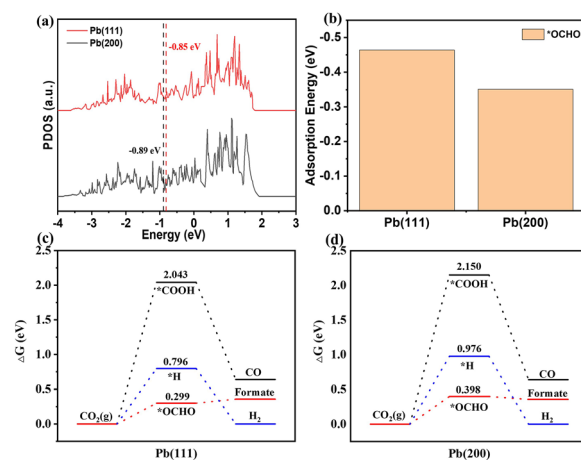 (a)
Pb(111)
Pb(200)
-0.85 eV
-0.89 eV
PDOS (a.u.)
-4 -3 -2 -1 0 1 2 3
Energy (eV)
(b)
*OCHO
-0.5
-0.4
-0.3
-0.2
-0.1
0.0
Adsorption Energy (eV)
Pb(111) Pb(200)
(c)
2.5
2.0
1.5
1.0
0.5
0.0
△G (eV)
2.043
*COOH
0.796
*H
0.299
*OCHO
CO₂(g)
CO
Formate
H₂
Pb(111)
(d)
2.5
2.0
1.5
1.0
0.5
0.0
△G (eV)
2.150
*COOH
0.976
*H
0.398
*OCHO
CO₂(g)
CO
Formate
H₂
Pb(200)